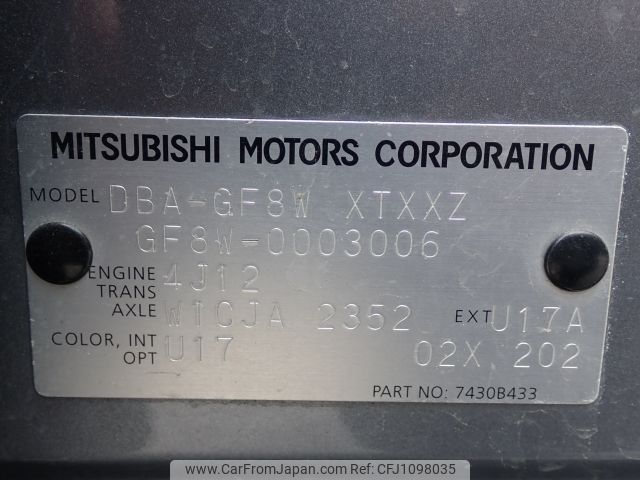 MITSUBISHI MOTORS CORPORATION
MODEL DBA-GF8W XTXXZ
GF8W-0003006
ENGINE 4J12
TRANS
AXLE W1CJA 2352 EXT U17A
COLOR, INT U17 02X 202
OPT
PART NO: 7430B433
www.CarFromJapan.com | Ref No. CFJ1098035